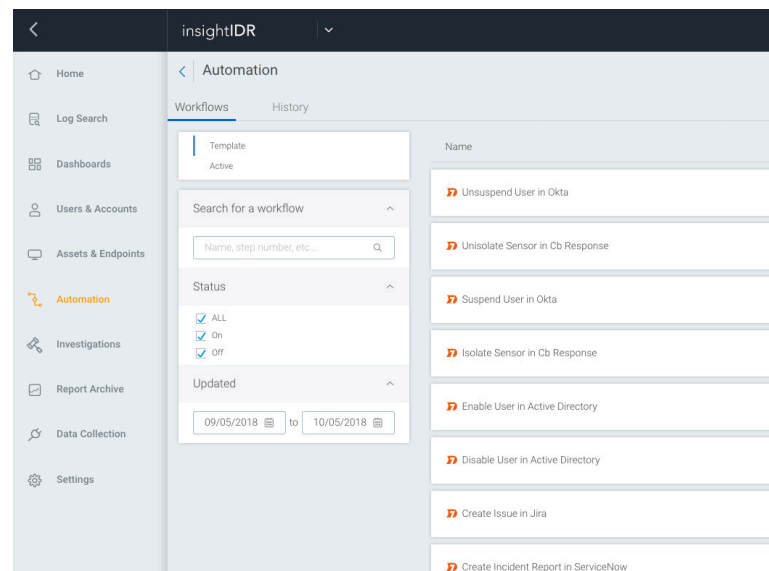 insightIDR
Automation
Workflows
History
Home
Log Search
Dashboards
Users & Accounts
Assets & Endpoints
Automation
Investigations
Report Archive
Data Collection
Settings
Template
Active
Search for a workflow
Name, step number, etc...
Status
ALL
On
Off
Updated
09/05/2018 to 10/05/2018
Name
Unsuspend User in Okta
Unisolate Sensor in Cb Response
Suspend User in Okta
Isolate Sensor in Cb Response
Enable User in Active Directory
Disable User in Active Directory
Create Issue in Jira
Create Incident Report in ServiceNow